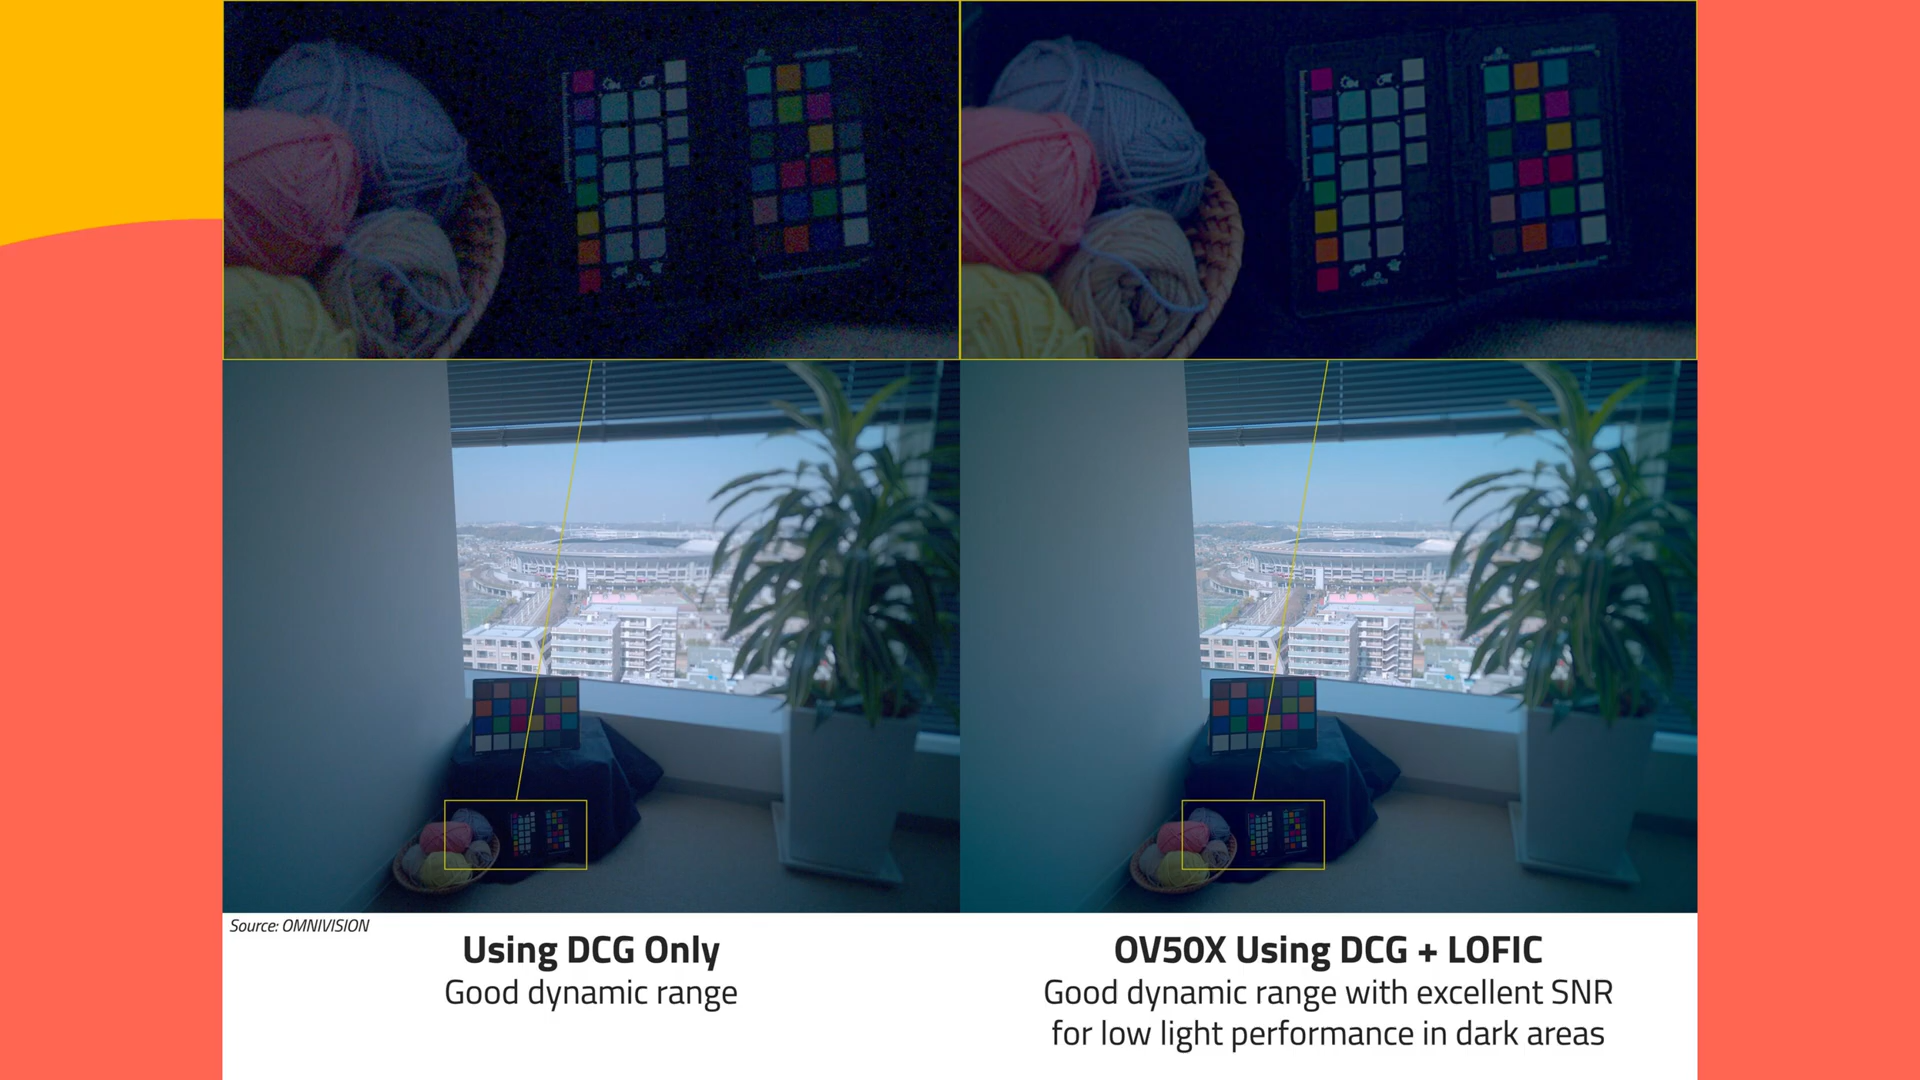 Source: OMNIVISION
Using DCG Only
Good dynamic range
OV50X Using DCG + LOFIC
Good dynamic range with excellent SNR
for low light performance in dark areas